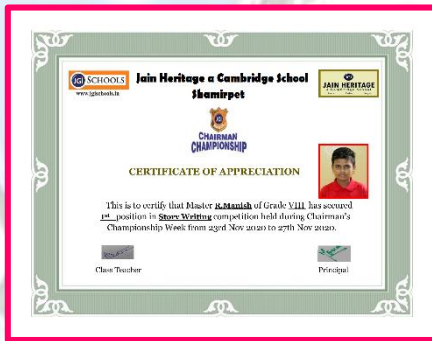 JGI SCHOOLS
www.jgischools.in
Jain Heritage a Cambridge School
Shamirpet
JAIN HERITAGE
A CAMBRIDGE SCHOOL
CHAIRMAN
CHAMPIONSHIP
CERTIFICATE OF APPRECIATION
This is to certify that Master R.Manish of Grade VIII has secured
1st position in Story Writing competition held during Chairman's
Championship Week from 23rd Nov 2020 to 27th Nov 2020.
Class Teacher
Principal